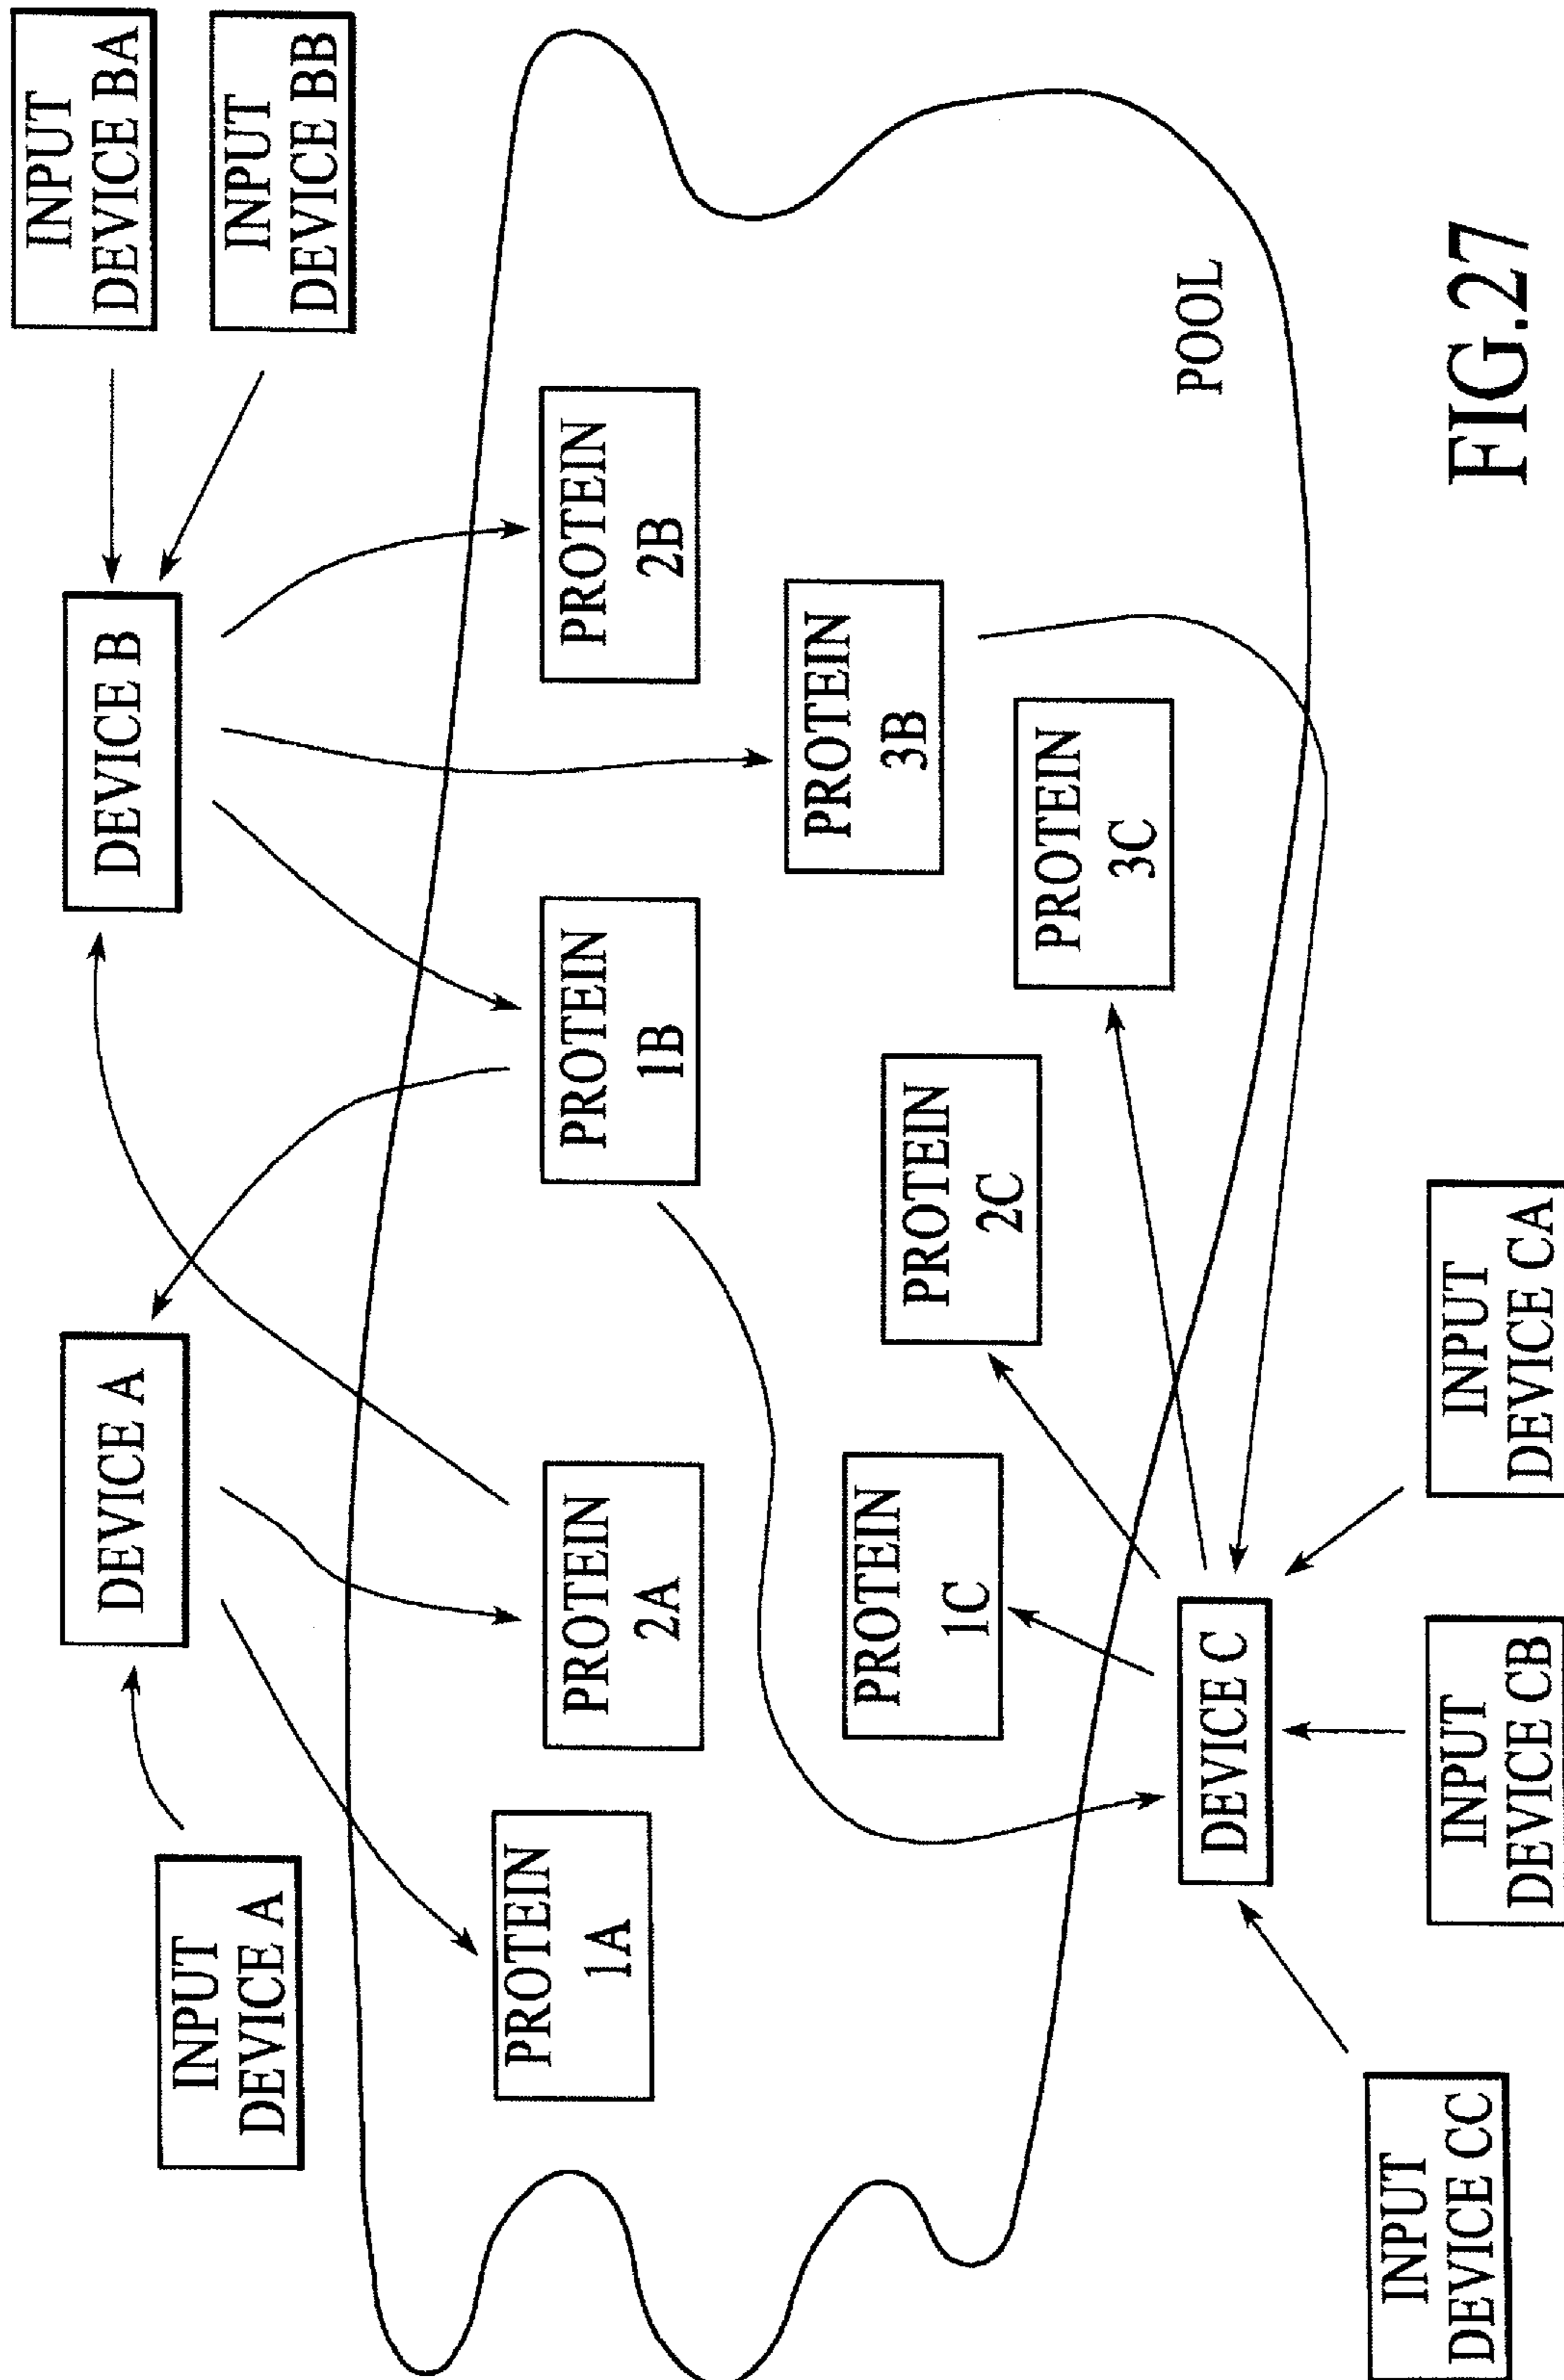 INPUT
DEVICE A
DEVICE A
DEVICE B
INPUT
DEVICE BA
INPUT
DEVICE BB
PROTEIN
1A
PROTEIN
2A
PROTEIN
1B
PROTEIN
2B
PROTEIN
3B
PROTEIN
1C
PROTEIN
2C
PROTEIN
3C
POOL
DEVICE C
INPUT
DEVICE CC
INPUT
DEVICE CB
INPUT
DEVICE CA
FIG.27